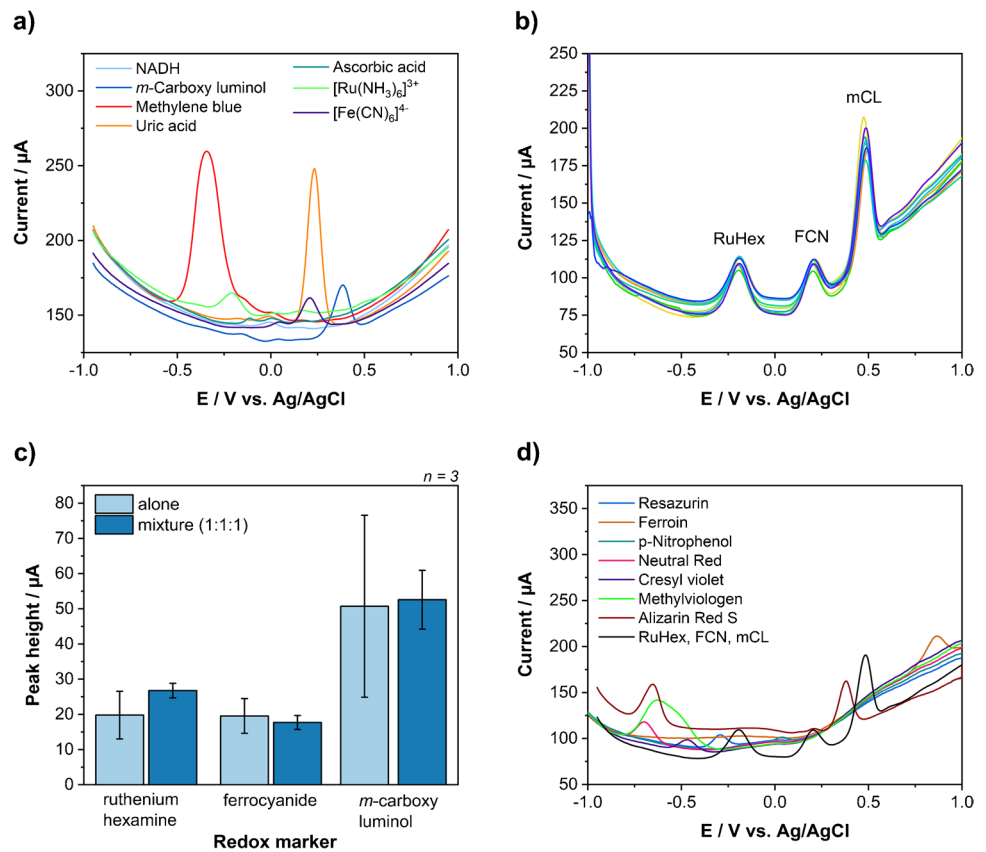 a)
NADH
m-Carboxy luminol
Methylene blue
Uric acid
Ascorbic acid
[Ru(NH3)6]3+
[Fe(CN)6]4-
300
250
200
150
Current / µA
-1.0 -0.5 0.0 0.5 1.0
E / V vs. Ag/AgCl
b)
250
225
200
175
150
125
100
75
50
Current / µA
RuHex
FCN
mCL
-1.0 -0.5 0.0 0.5 1.0
E / V vs. Ag/AgCl
c)
n = 3
alone
mixture (1:1:1)
80
70
60
50
40
30
20
10
0
Peak height / µA
ruthenium
hexamine
ferrocyanide
m-carboxy
luminol
Redox marker
d)
Resazurin
Ferroin
p-Nitrophenol
Neutral Red
Cresyl violet
Methylviologen
Alizarin Red S
RuHex, FCN, mCL
350
300
250
200
150
100
50
Current / µA
-1.0 -0.5 0.0 0.5 1.0
E / V vs. Ag/AgCl